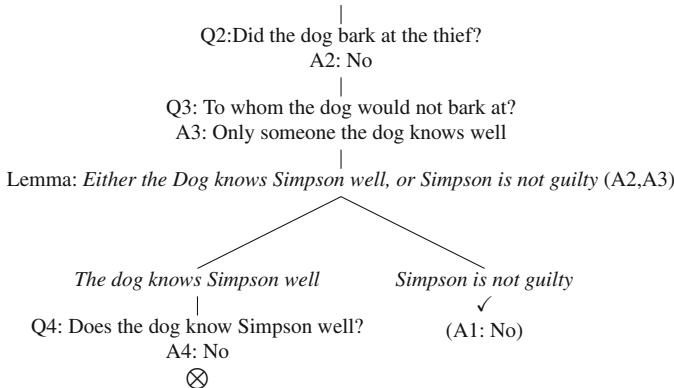 Q2:Did the dog bark at the thief?
A2: No
Q3: To whom the dog would not bark at?
A3: Only someone the dog knows well
Lemma: Either the Dog knows Simpson well, or Simpson is not guilty (A2,A3)
The dog knows Simpson well
Simpson is not guilty
✓
Q4: Does the dog know Simpson well?
(A1: No)
A4: No
⊗